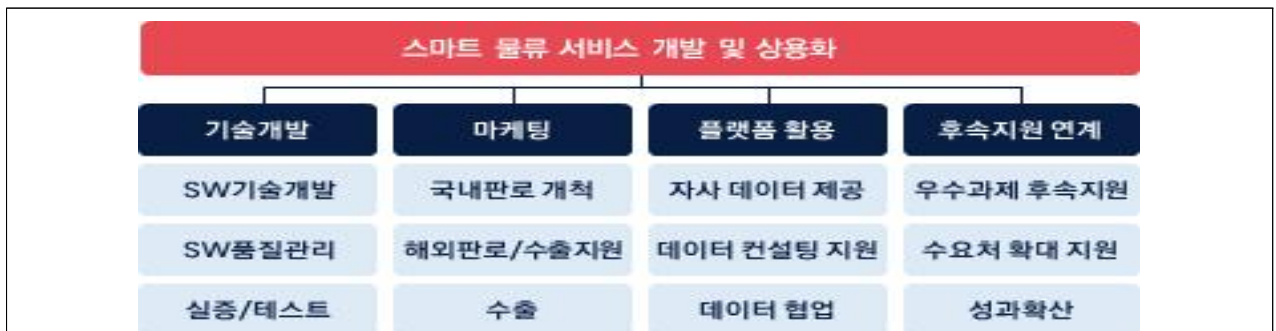 스마트 물류 서비스 개발 및 상용화
기술개발 마케팅 플랫폼 활용 후속지원 연계
SW기술개발 국내판로 개척 자사 데이터 제공 우수과제 후속지원
SW품질관리 해외판로/수출지원 데이터 컨설팅 지원 수요처 확대 지원
실증/테스트 수출 데이터 협업 성과확산